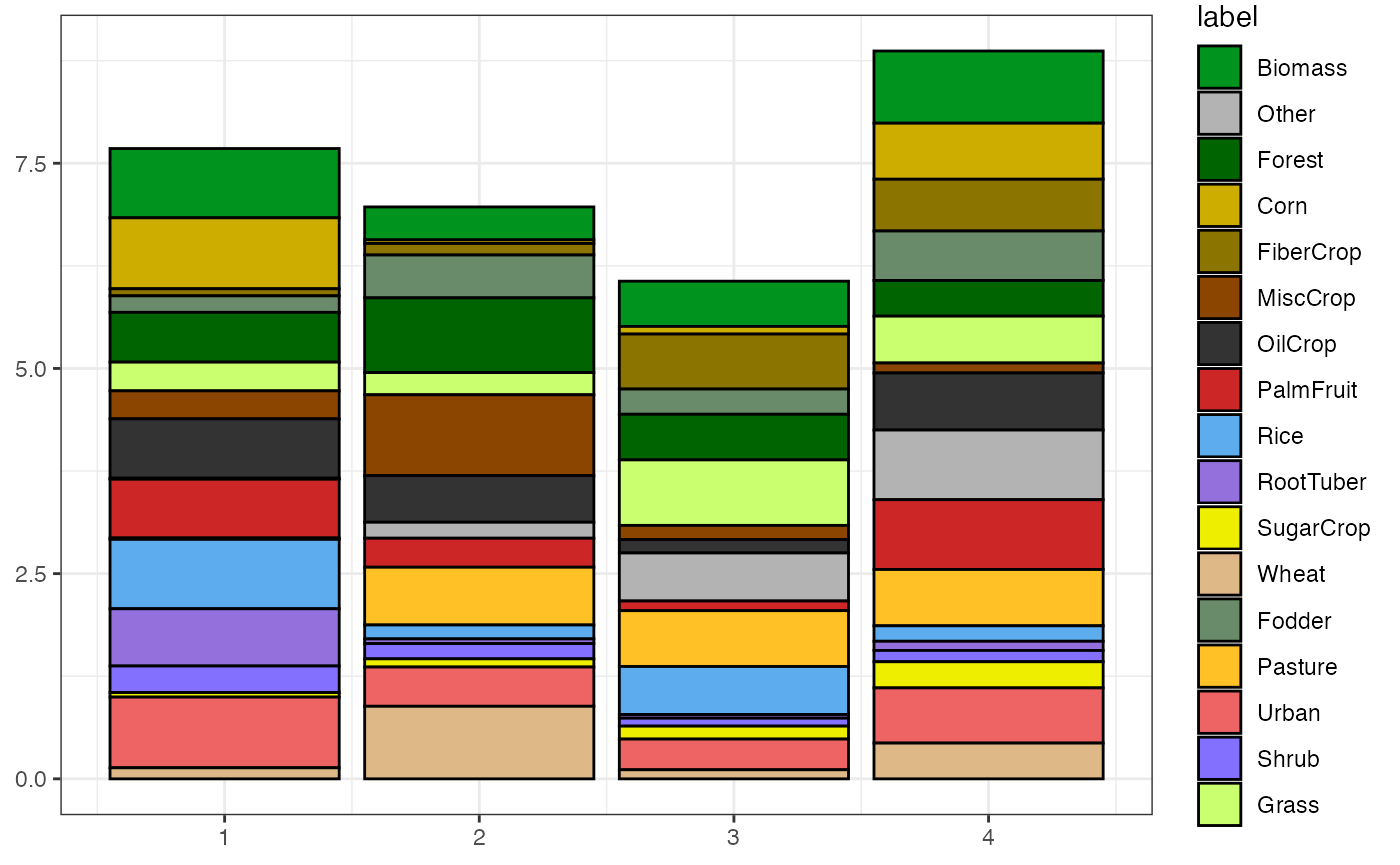 label
Biomass
Other
Forest
Corn
FiberCrop
MiscCrop
OilCrop
PalmFruit
Rice
RootTuber
SugarCrop
Wheat
Fodder
Pasture
Urban
Shrub
Grass
7.5
5.0
2.5
0.0
1 2 3 4